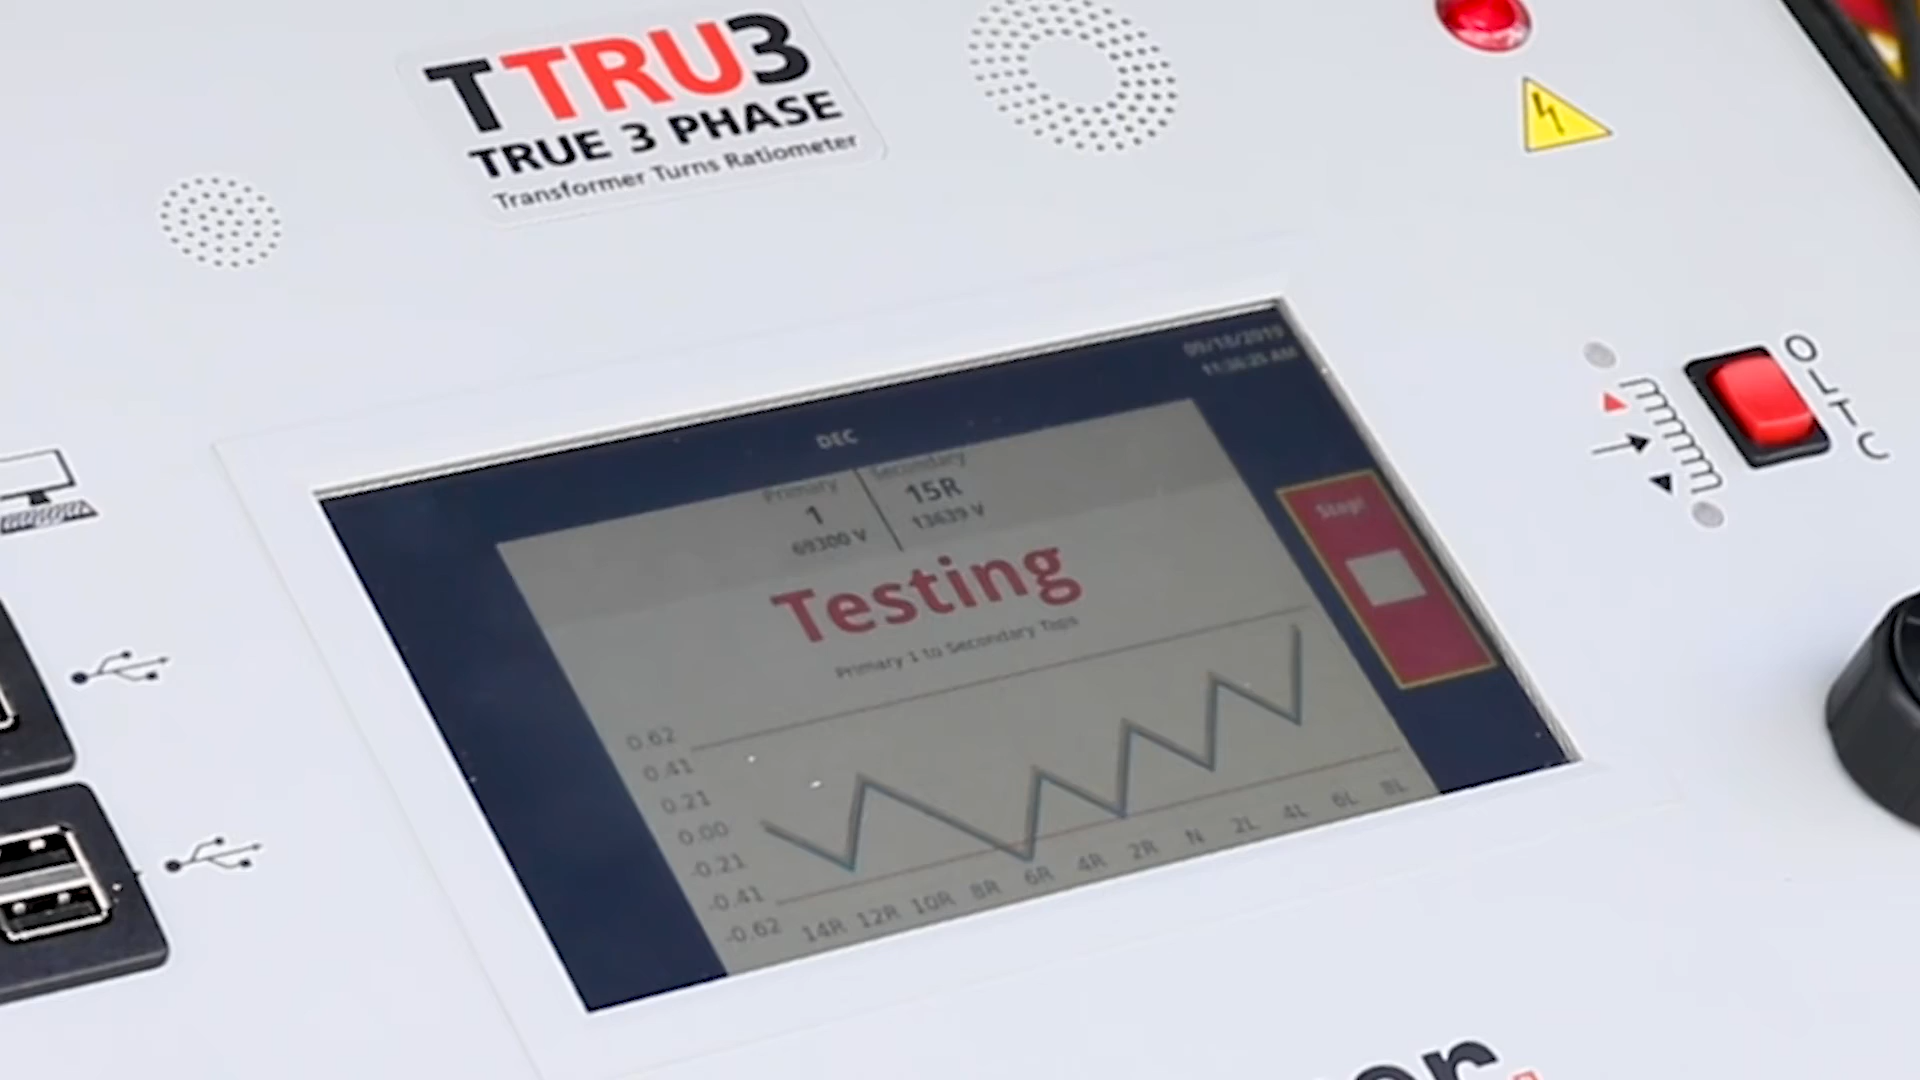 TTRU3
TRUE 3 PHASE
Transformer Turns Ratiometer
OLTC
09/18/2019
11:36:25 AM
DEC
Primary
1
69300 V
Secondary
15R
13639 V
Stop!
Testing
Primary 1 to Secondary Taps
0.62
0.41
0.21
0.00
-0.21
-0.41
-0.62
14R 12R 10R 8R 6R 4R 2R N 2L 4L 6L 8L